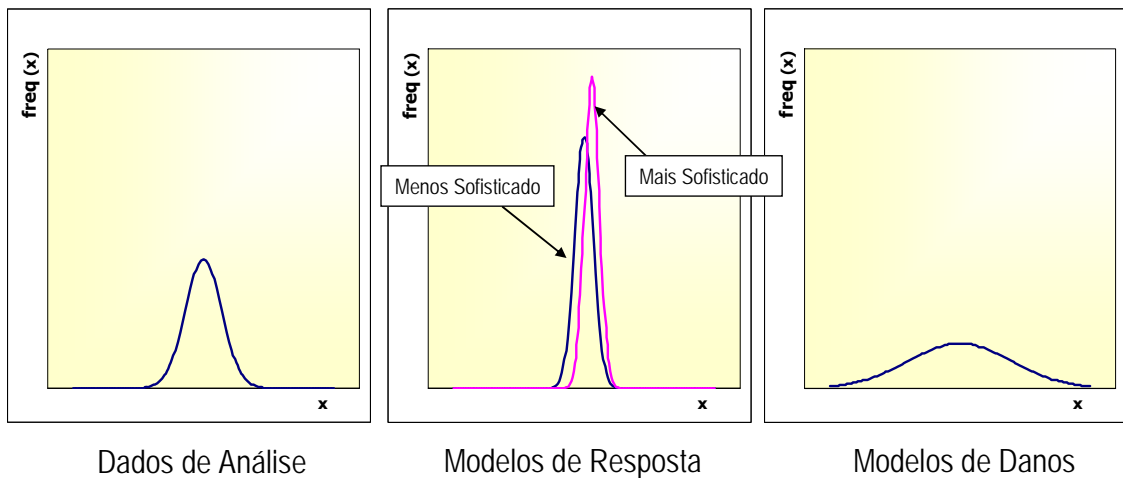 freq (x)
x
Dados de Análise
freq (x)
Menos Sofisticado
Mais Sofisticado
x
Modelos de Resposta
freq (x)
x
Modelos de Danos